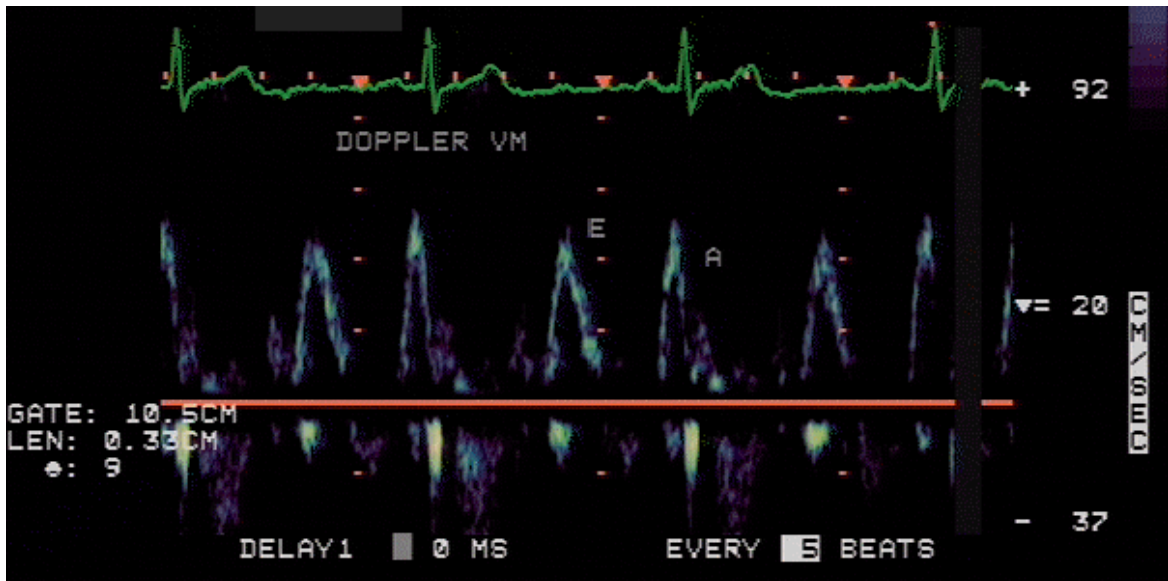 + 92
DOPPLER VM
E
A
▼= 20
CM/SEC
GATE: 10.5CM
LEN: 0.33CM
: 9
- 37
DELAY1 0 MS
EVERY 5 BEATS